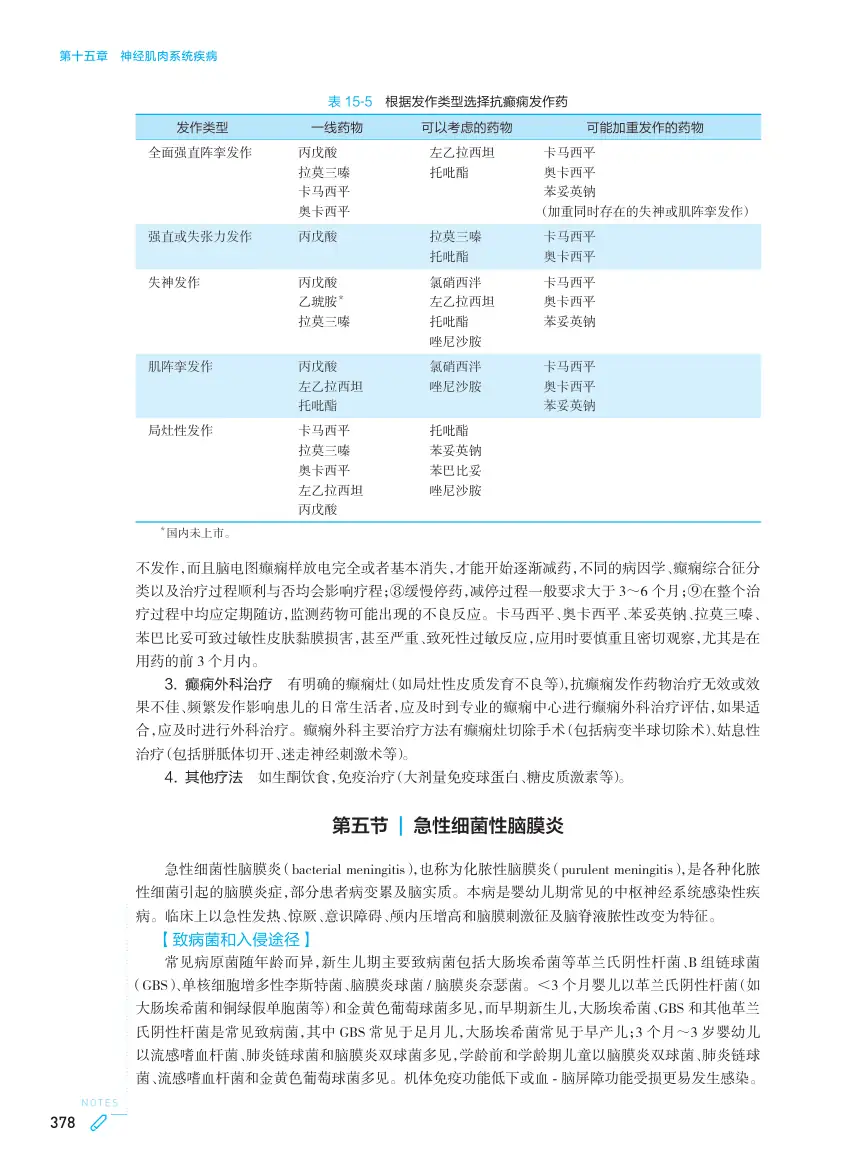 第十五章 神经肌肉系统疾病
表 15-5 根据发作类型选择抗癫痫发作药
发作类型 一线药物 可以考虑的药物 可能加重发作的药物
全面强直阵挛发作 丙戊酸 左乙拉西坦 卡马西平
拉莫三嗪 托吡酯 奥卡西平
卡马西平 苯妥英钠
奥卡西平 （加重同时存在的失神或肌阵挛发作）
强直或失张力发作 丙戊酸 拉莫三嗪 卡马西平
托吡酯 奥卡西平
失神发作 丙戊酸 氯硝西泮 卡马西平
乙琥胺* 左乙拉西坦 奥卡西平
拉莫三嗪 托吡酯 苯妥英钠
唑尼沙胺
肌阵挛发作 丙戊酸 氯硝西泮 卡马西平
左乙拉西坦 唑尼沙胺 奥卡西平
托吡酯 苯妥英钠
局灶性发作 卡马西平 托吡酯
拉莫三嗪 苯妥英钠
奥卡西平 苯巴比妥
左乙拉西坦 唑尼沙胺
丙戊酸
*国内未上市。
不发作，而且脑电图癫痫样放电完全或者基本消失，才能开始逐渐减药，不同的病因学、癫痫综合征分
类以及治疗过程顺利与否均会影响疗程；⑧缓慢停药，减停过程一般要求大于 3～6 个月；⑨在整个治
疗过程中均应定期随访，监测药物可能出现的不良反应。卡马西平、奥卡西平、苯妥英钠、拉莫三嗪、
苯巴比妥可致过敏性皮肤黏膜损害，甚至严重、致死性过敏反应，应用时要慎重且密切观察，尤其是在
用药的前 3 个月内。
3. 癫痫外科治疗 有明确的癫痫灶（如局灶性皮质发育不良等），抗癫痫发作药物治疗无效或效
果不佳、频繁发作影响患儿的日常生活者，应及时到专业的癫痫中心进行癫痫外科治疗评估，如果适
合，应及时进行外科治疗。癫痫外科主要治疗方法有癫痫灶切除手术（包括病变半球切除术）、姑息性
治疗（包括胼胝体切开、迷走神经刺激术等）。
4. 其他疗法 如生酮饮食，免疫治疗（大剂量免疫球蛋白、糖皮质激素等）。
第五节 | 急性细菌性脑膜炎
急性细菌性脑膜炎（bacterial meningitis），也称为化脓性脑膜炎（purulent meningitis），是各种化脓
性细菌引起的脑膜炎症，部分患者病变累及脑实质。本病是婴幼儿期常见的中枢神经系统感染性疾
病。临床上以急性发热、惊厥、意识障碍、颅内压增高和脑膜刺激征及脑脊液脓性改变为特征。
【致病菌和入侵途径】
常见病原菌随年龄而异，新生儿期主要致病菌包括大肠埃希菌等革兰氏阴性杆菌、B 组链球菌
（GBS）、单核细胞增多性李斯特菌、脑膜炎球菌 / 脑膜炎奈瑟菌。＜3 个月婴儿以革兰氏阴性杆菌（如
大肠埃希菌和铜绿假单胞菌等）和金黄色葡萄球菌多见，而早期新生儿，大肠埃希菌、GBS 和其他革兰
氏阴性杆菌是常见致病菌，其中 GBS 常见于足月儿，大肠埃希菌常见于早产儿；3 个月～3 岁婴幼儿
以流感嗜血杆菌、肺炎链球菌和脑膜炎双球菌多见，学龄前和学龄期儿童以脑膜炎双球菌、肺炎链球
菌、流感嗜血杆菌和金黄色葡萄球菌多见。机体免疫功能低下或血 - 脑屏障功能受损更易发生感染。
NOTES
378